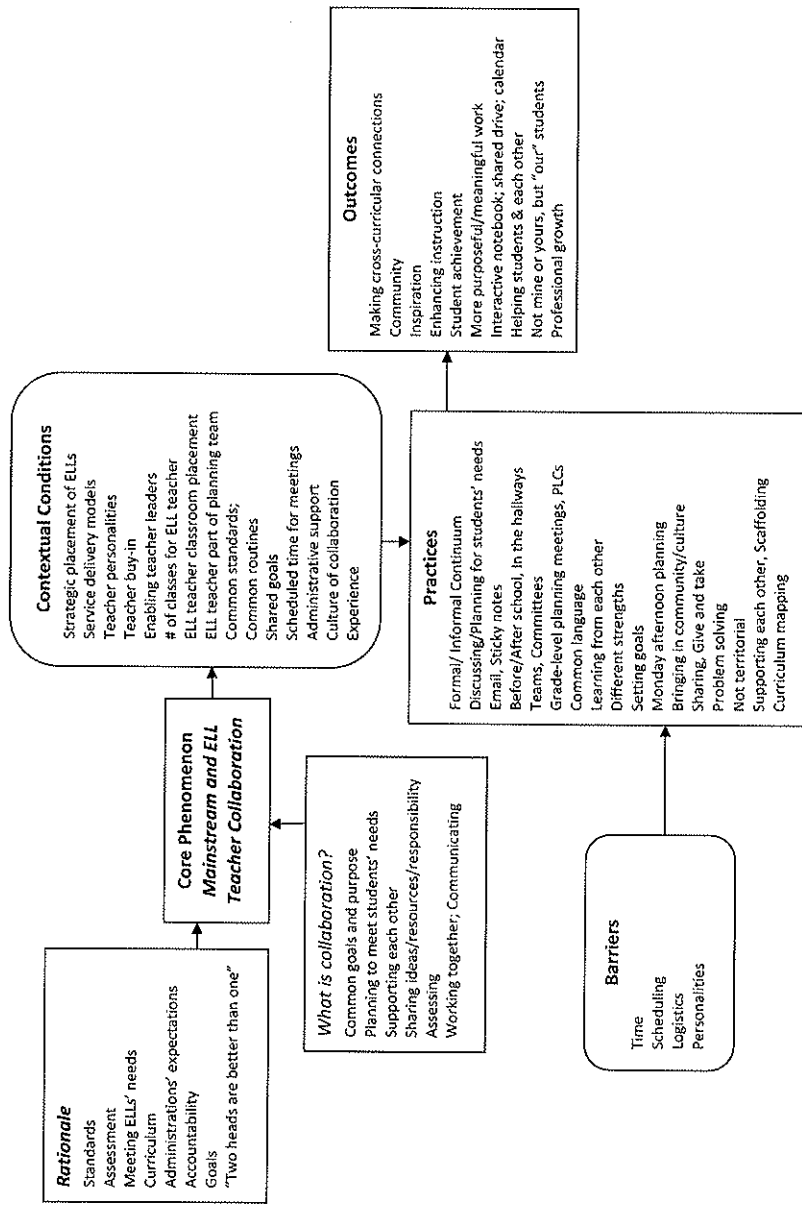 Rationale
Standards
Assessment
Meeting ELLs' needs
Curriculum
Administrations' expectations
Accountability
Goals
"Two heads are better than one"
Core Phenomenon
Mainstream and ELL
Teacher Collaboration
What is collaboration?
Common goals and purpose
Planning to meet students' needs
Supporting each other
Sharing ideas/resources/responsibility
Assessing
Working together; Communicating
Contextual Conditions
Strategic placement of ELLs
Service delivery models
Teacher personalities
Teacher buy-in
Enabling teacher leaders
# of classes for ELL teacher
ELL teacher classroom placement
ELL teacher part of planning team
Common standards;
Common routines
Shared goals
Scheduled time for meetings
Administrative support
Culture of collaboration
Experience
Barriers
Time
Scheduling
Logistics
Personalities
Practices
Formal/ Informal Continuum
Discussing/Planning for students' needs
Email, Sticky notes
Before/After school, In the hallways
Teams, Committees
Grade-level planning meetings, PLCs
Common language
Learning from each other
Different strengths
Setting goals
Monday afternoon planning
Bringing in community/culture
Sharing, Give and take
Problem solving
Not territorial
Supporting each other, Scaffolding
Curriculum mapping
Outcomes
Making cross-curricular connections
Community
Inspiration
Enhancing instruction
Student achievement
More purposeful/meaningful work
Interactive notebook; shared drive; calendar
Helping students & each other
Not mine or yours, but "our" students
Professional growth